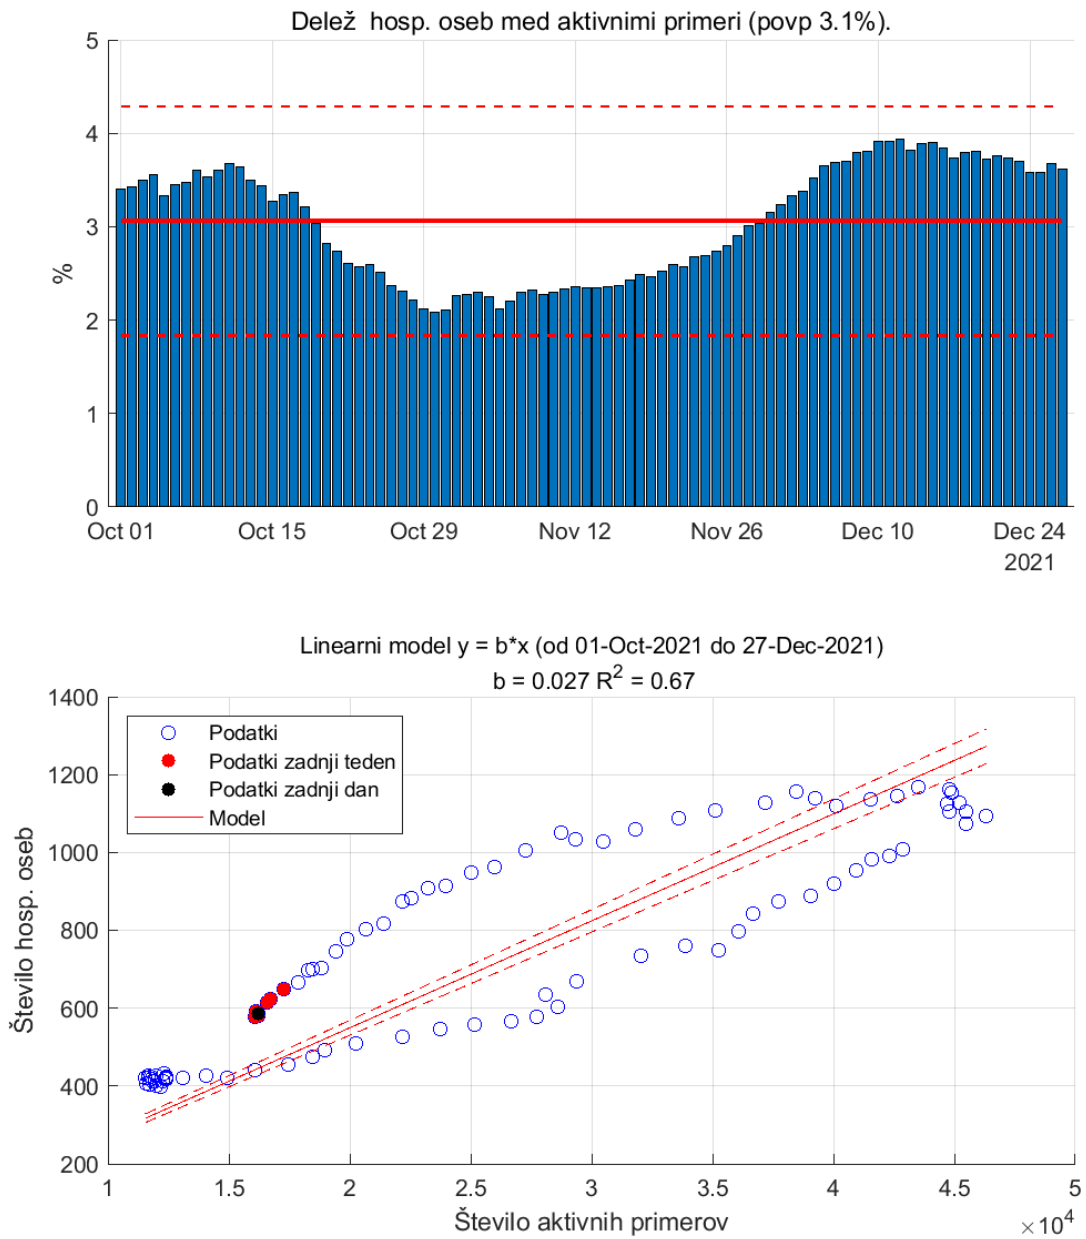 Delež  hosp. oseb med aktivnimi primeri (povp 3.1%).
5
4
3
2
1
0
%
Oct 01 Oct 15 Oct 29 Nov 12 Nov 26 Dec 10 Dec 24
2021
Linearni model y = b*x (od 01-Oct-2021 do 27-Dec-2021)
b = 0.027 R² = 0.67
1400
1200
1000
800
600
400
200
Število hosp. oseb
Podatki
Podatki zadnji teden
Podatki zadnji dan
Model
1 1.5 2 2.5 3 3.5 4 4.5 5
Število aktivnih primerov
×10⁴